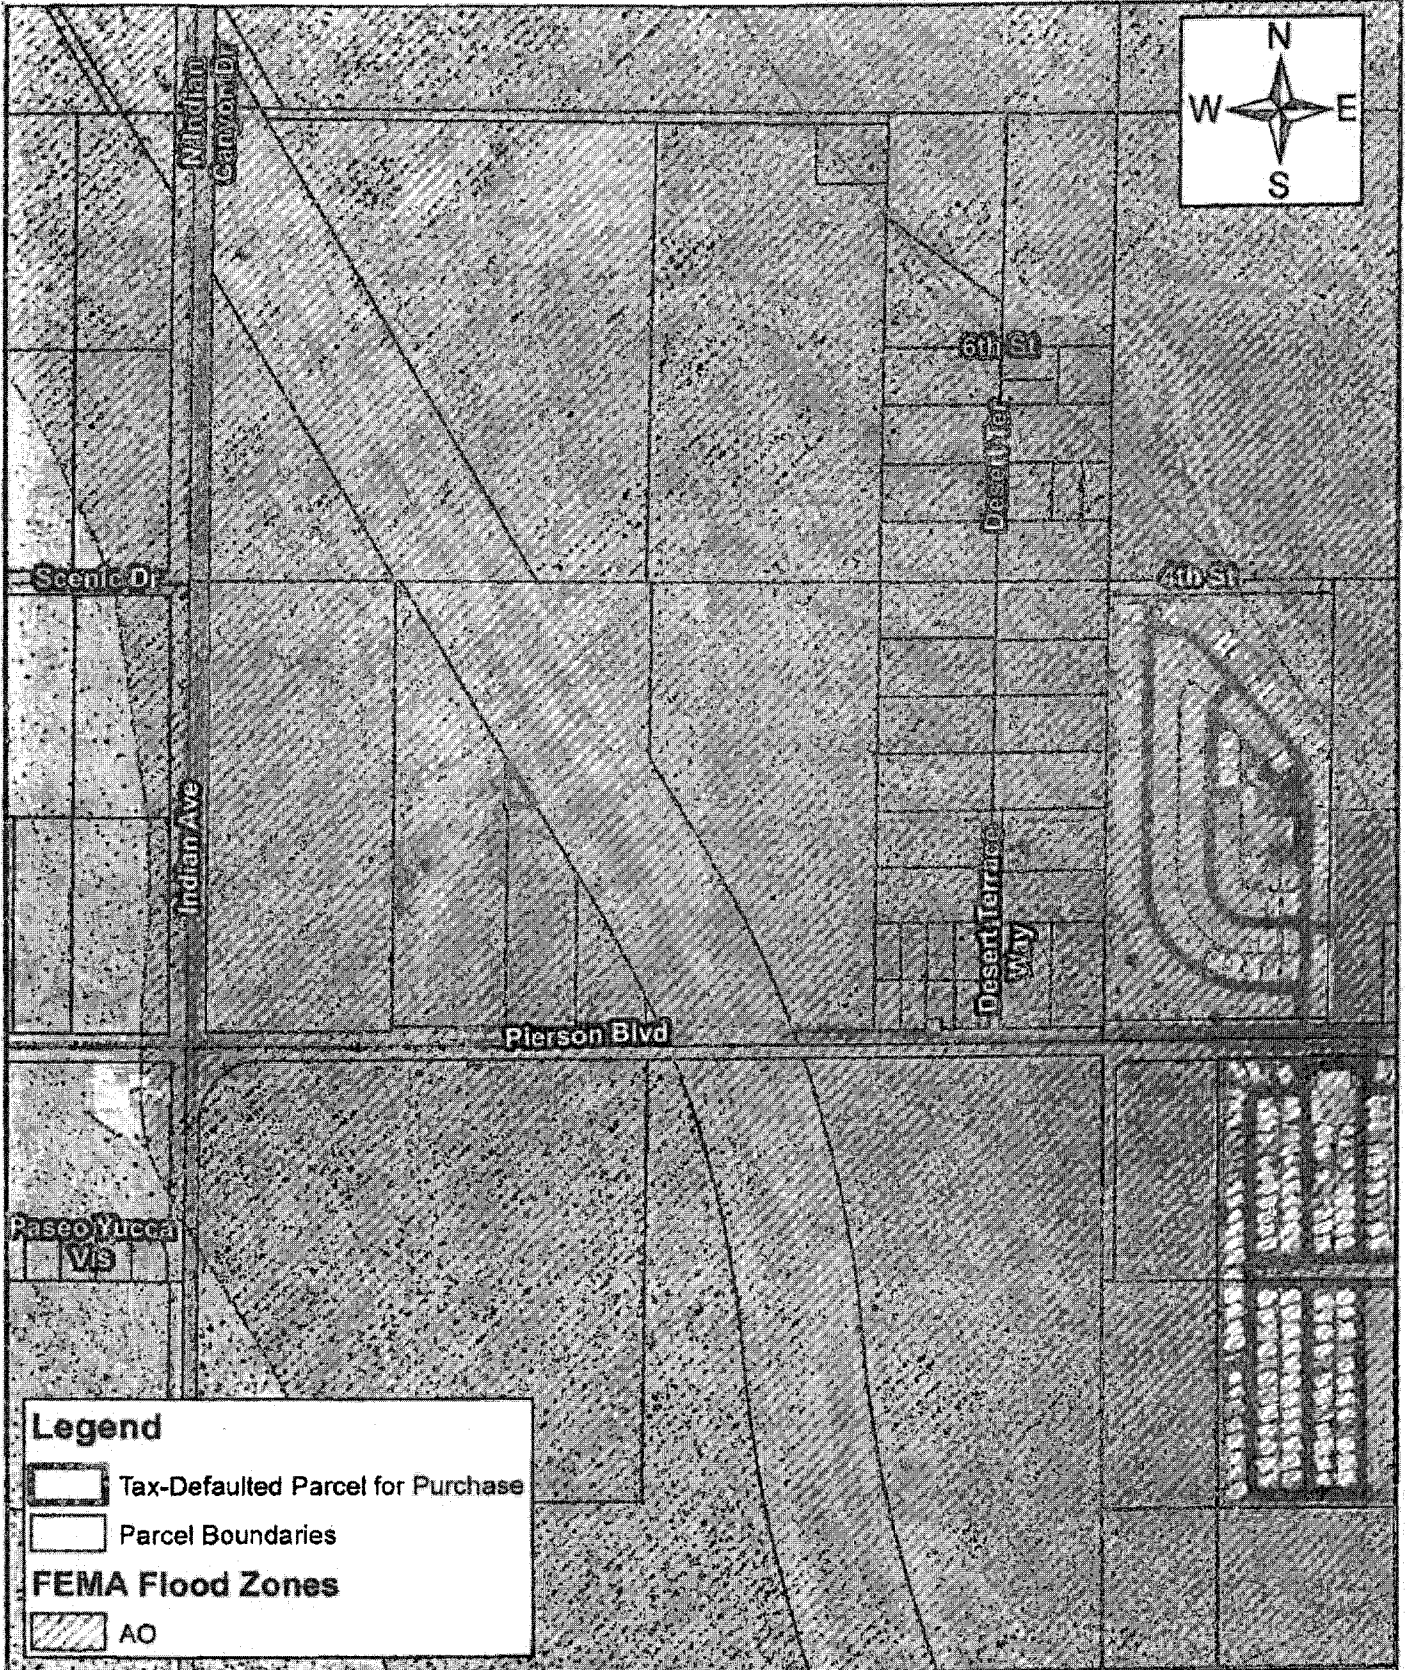 N
W E
S
N Indian
Canyon Dr
6th St
Desert Ter
Scenic Dr
4th St
Indian Ave
Desert Terrace
Way
Pierson Blvd
Paseo Yucca
Vis
Legend
Tax-Defaulted Parcel for Purchase
Parcel Boundaries
FEMA Flood Zones
AO